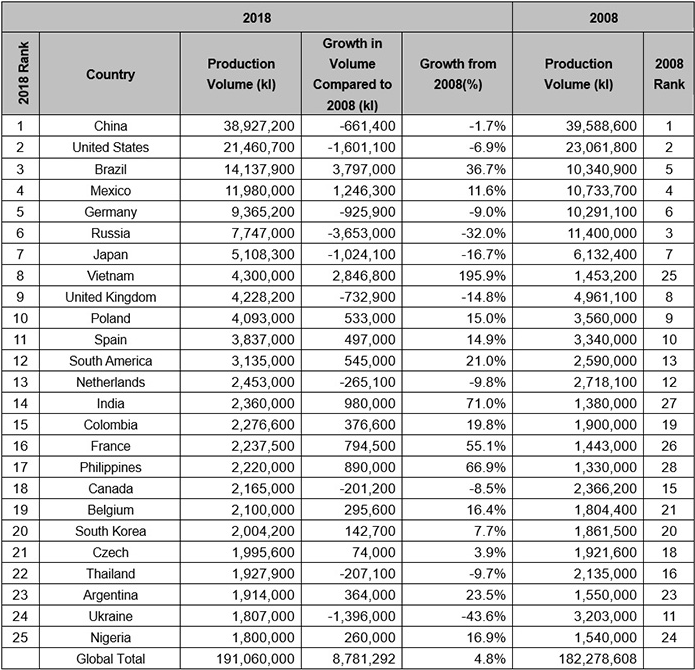 2018 2008
2018 Rank Country Production Volume (kl) Growth in Volume Compared to 2008 (kl) Growth from 2008(%) Production Volume (kl) 2008 Rank
1 China 38,927,200 -661,400 -1.7% 39,588,600 1
2 United States 21,460,700 -1,601,100 -6.9% 23,061,800 2
3 Brazil 14,137,900 3,797,000 36.7% 10,340,900 5
4 Mexico 11,980,000 1,246,300 11.6% 10,733,700 4
5 Germany 9,365,200 -925,900 -9.0% 10,291,100 6
6 Russia 7,747,000 -3,653,000 -32.0% 11,400,000 3
7 Japan 5,108,300 -1,024,100 -16.7% 6,132,400 7
8 Vietnam 4,300,000 2,846,800 195.9% 1,453,200 25
9 United Kingdom 4,228,200 -732,900 -14.8% 4,961,100 8
10 Poland 4,093,000 533,000 15.0% 3,560,000 9
11 Spain 3,837,000 497,000 14.9% 3,340,000 10
12 South America 3,135,000 545,000 21.0% 2,590,000 13
13 Netherlands 2,453,000 -265,100 -9.8% 2,718,100 12
14 India 2,360,000 980,000 71.0% 1,380,000 27
15 Colombia 2,276,600 376,600 19.8% 1,900,000 19
16 France 2,237,500 794,500 55.1% 1,443,000 26
17 Philippines 2,220,000 890,000 66.9% 1,330,000 28
18 Canada 2,165,000 -201,200 -8.5% 2,366,200 15
19 Belgium 2,100,000 295,600 16.4% 1,804,400 21
20 South Korea 2,004,200 142,700 7.7% 1,861,500 20
21 Czech 1,995,600 74,000 3.9% 1,921,600 18
22 Thailand 1,927,900 -207,100 -9.7% 2,135,000 16
23 Argentina 1,914,000 364,000 23.5% 1,550,000 23
24 Ukraine 1,807,000 -1,396,000 -43.6% 3,203,000 11
25 Nigeria 1,800,000 260,000 16.9% 1,540,000 24
Global Total 191,060,000 8,781,292 4.8% 182,278,608